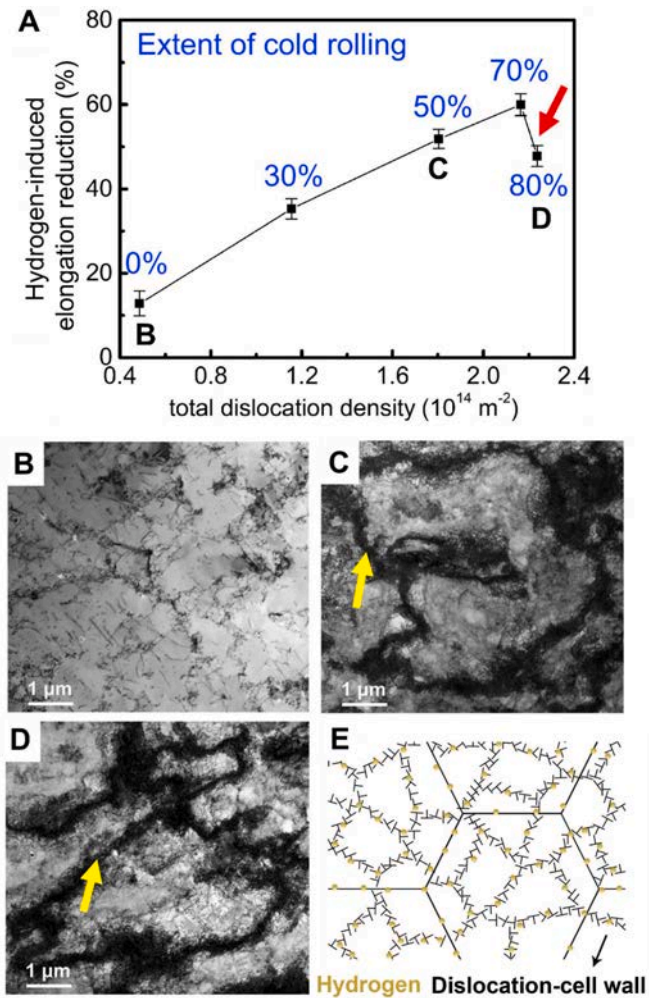 A
Extent of cold rolling
Hydrogen-induced
elongation reduction (%)
80
60
40
20
0
0%
30%
50%
70%
80%
B
C
D
0.4 0.8 1.2 1.6 2.0 2.4
total dislocation density (10¹⁴ m⁻²)
B
1 µm
C
1 µm
D
1 µm
E
Hydrogen Dislocation-cell wall